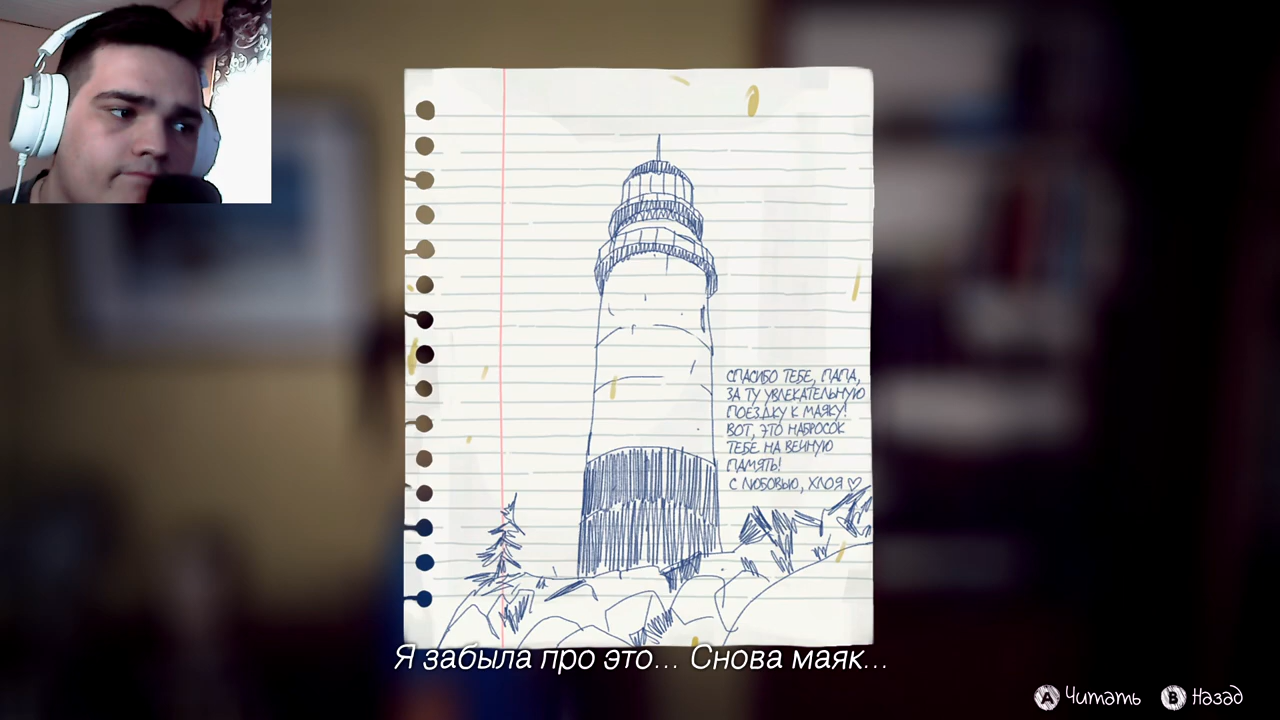 СПАСИБО ТЕБЕ, ПАПА,
ЗА ТУ УВЛЕКАТЕЛЬНУЮ
ПОЕЗДКУ К МАЯКУ!
ВОТ, ЭТО НАБРОСОК
ТЕБЕ НА ВЕЧНУЮ
ПАМЯТЬ!
С ЛЮБОВЬЮ, ХЛОЯ ♡
Я забыла про это... Снова маяк...
A Читать B Назад